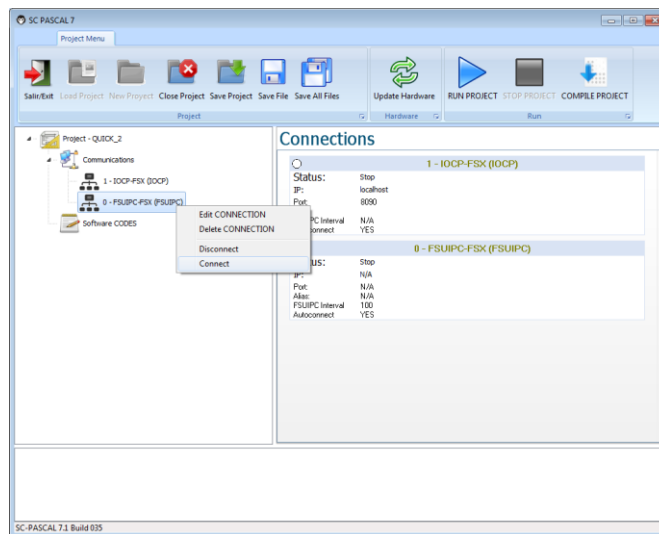 SC PASCAL 7
Project Menu
Salir/Exit Load Project New Proyect Close Project Save Project Save File Save All Files Update Hardware RUN PROJECT STOP PROJECT COMPILE PROJECT
Project Hardware Run
Project - QUICK_2
Communications
1 - IOCP-FSX (IOCP)
0 - FSUIPC-FSX (FSUIPC)
Software CODES
Edit CONNECTION
Delete CONNECTION
Disconnect
Connect
Connections
1 - IOCP-FSX (IOCP)
Status: Stop
IP: localhost
Port: 8090
PC Interval N/A
onnect YES
0 - FSUIPC-FSX (FSUIPC)
us: Stop
IP: N/A
Port: N/A
Alias: N/A
FSUIPC Interval 100
Autoconnect YES
SC-PASCAL 7.1 Build 035